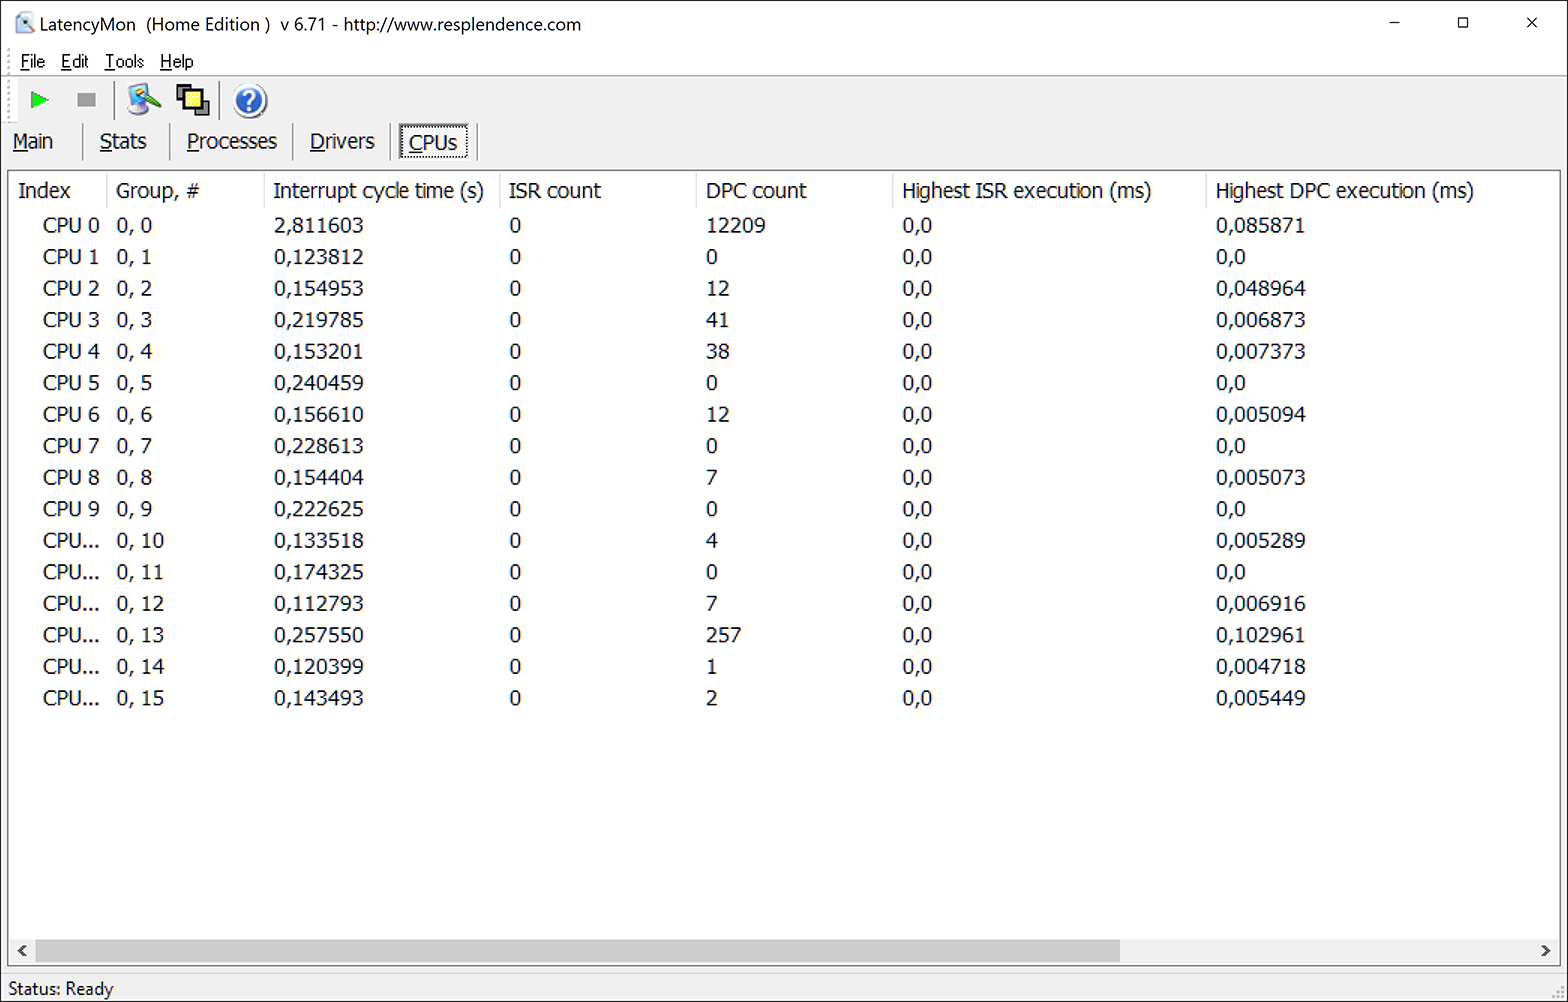 LatencyMon (Home Edition ) v 6.71 - http://www.resplendence.com
File Edit Tools Help
Main Stats Processes Drivers CPUs
Index Group, # Interrupt cycle time (s) ISR count DPC count Highest ISR execution (ms) Highest DPC execution (ms)
CPU 0 0, 0 2,811603 0 12209 0,0 0,085871
CPU 1 0, 1 0,123812 0 0 0,0 0,0
CPU 2 0, 2 0,154953 0 12 0,0 0,048964
CPU 3 0, 3 0,219785 0 41 0,0 0,006873
CPU 4 0, 4 0,153201 0 38 0,0 0,007373
CPU 5 0, 5 0,240459 0 0 0,0 0,0
CPU 6 0, 6 0,156610 0 12 0,0 0,005094
CPU 7 0, 7 0,228613 0 0 0,0 0,0
CPU 8 0, 8 0,154404 0 7 0,0 0,005073
CPU 9 0, 9 0,222625 0 0 0,0 0,0
CPU... 0, 10 0,133518 0 4 0,0 0,005289
CPU... 0, 11 0,174325 0 0 0,0 0,0
CPU... 0, 12 0,112793 0 7 0,0 0,006916
CPU... 0, 13 0,257550 0 257 0,0 0,102961
CPU... 0, 14 0,120399 0 1 0,0 0,004718
CPU... 0, 15 0,143493 0 2 0,0 0,005449
Status: Ready